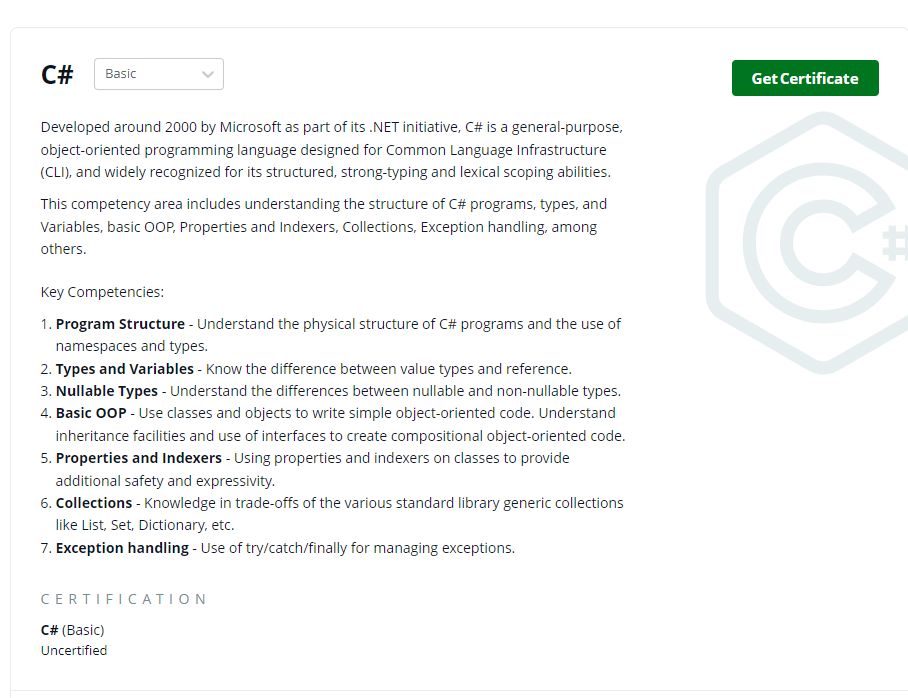 C#
Basic
Get Certificate
Developed around 2000 by Microsoft as part of its .NET initiative, C# is a general-purpose,
object-oriented programming language designed for Common Language Infrastructure
(CLI), and widely recognized for its structured, strong-typing and lexical scoping abilities.
This competency area includes understanding the structure of C# programs, types, and
Variables, basic OOP, Properties and Indexers, Collections, Exception handling, among
others.
Key Competencies:
1. Program Structure - Understand the physical structure of C# programs and the use of
namespaces and types.
2. Types and Variables - Know the difference between value types and reference.
3. Nullable Types - Understand the differences between nullable and non-nullable types.
4. Basic OOP - Use classes and objects to write simple object-oriented code. Understand
inheritance facilities and use of interfaces to create compositional object-oriented code.
5. Properties and Indexers - Using properties and indexers on classes to provide
additional safety and expressivity.
6. Collections - Knowledge in trade-offs of the various standard library generic collections
like List, Set, Dictionary, etc.
7. Exception handling - Use of try/catch/finally for managing exceptions.
CERTIFICATION
C# (Basic)
Uncertified
C#